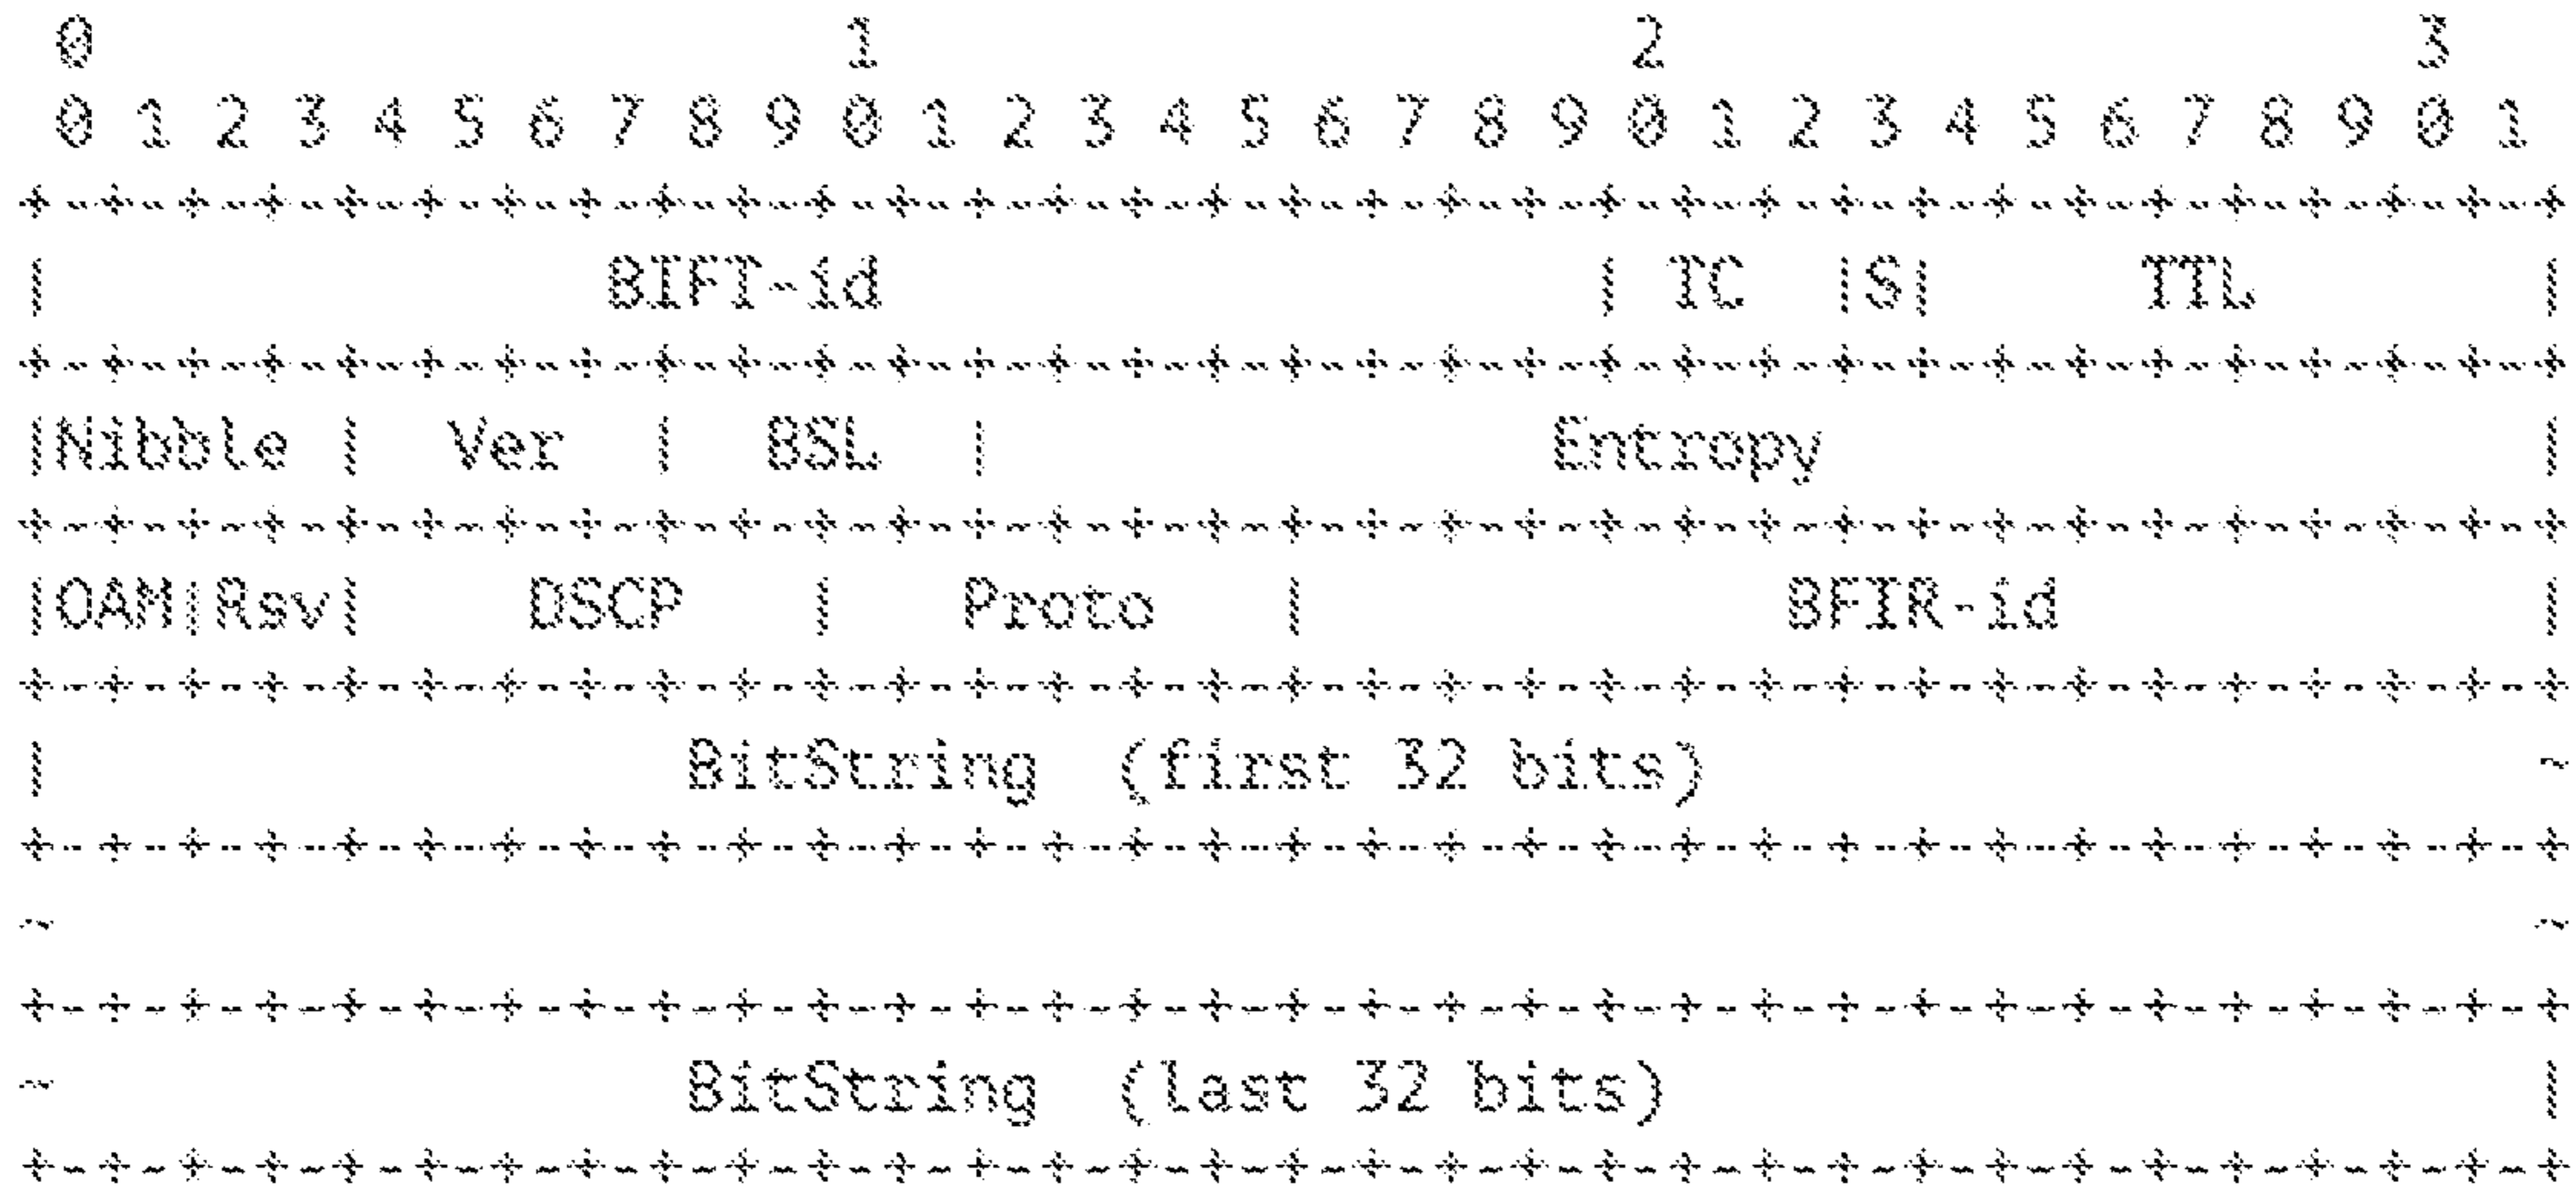 0                   1                   2                   3
 0 1 2 3 4 5 6 7 8 9 0 1 2 3 4 5 6 7 8 9 0 1 2 3 4 5 6 7 8 9 0 1
+-+-+-+-+-+-+-+-+-+-+-+-+-+-+-+-+-+-+-+-+-+-+-+-+-+-+-+-+-+-+-+-+
|              BIFT-id                  | TC  |S|     TTL       |
+-+-+-+-+-+-+-+-+-+-+-+-+-+-+-+-+-+-+-+-+-+-+-+-+-+-+-+-+-+-+-+-+
|Nibble |  Ver  |  BSL  |              Entropy                  |
+-+-+-+-+-+-+-+-+-+-+-+-+-+-+-+-+-+-+-+-+-+-+-+-+-+-+-+-+-+-+-+-+
|OAM|Rsv|    DSCP   |   Proto   |            BFIR-id            |
+-+-+-+-+-+-+-+-+-+-+-+-+-+-+-+-+-+-+-+-+-+-+-+-+-+-+-+-+-+-+-+-+
|                BitString  (first 32 bits)                     ~
+-+-+-+-+-+-+-+-+-+-+-+-+-+-+-+-+-+-+-+-+-+-+-+-+-+-+-+-+-+-+-+-+
~                                                               ~
+-+-+-+-+-+-+-+-+-+-+-+-+-+-+-+-+-+-+-+-+-+-+-+-+-+-+-+-+-+-+-+-+
~                BitString  (last 32 bits)                      |
+-+-+-+-+-+-+-+-+-+-+-+-+-+-+-+-+-+-+-+-+-+-+-+-+-+-+-+-+-+-+-+-+